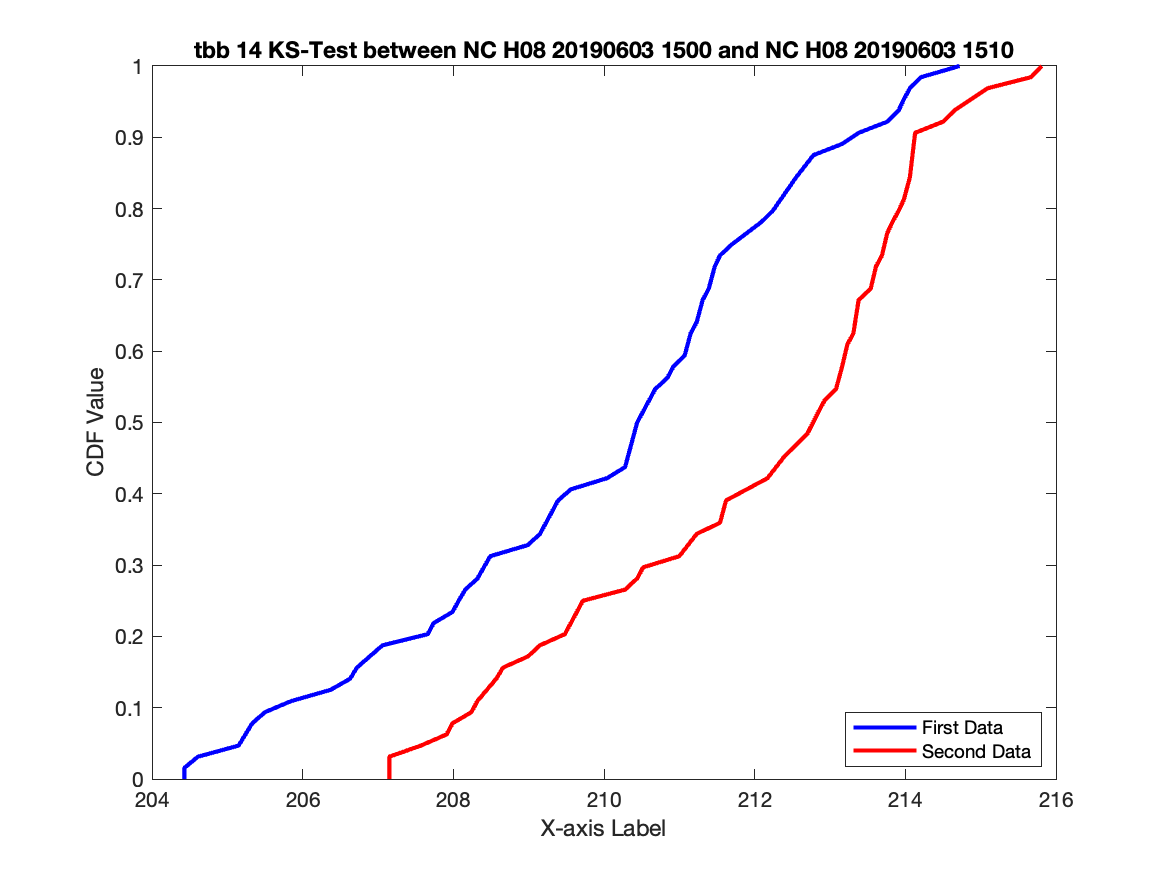 tbb 14 KS-Test between NC H08 20190603 1500 and NC H08 20190603 1510
1
0.9
0.8
0.7
0.6
0.5
0.4
0.3
0.2
0.1
0
CDF Value
First Data
Second Data
204 206 208 210 212 214 216
X-axis Label